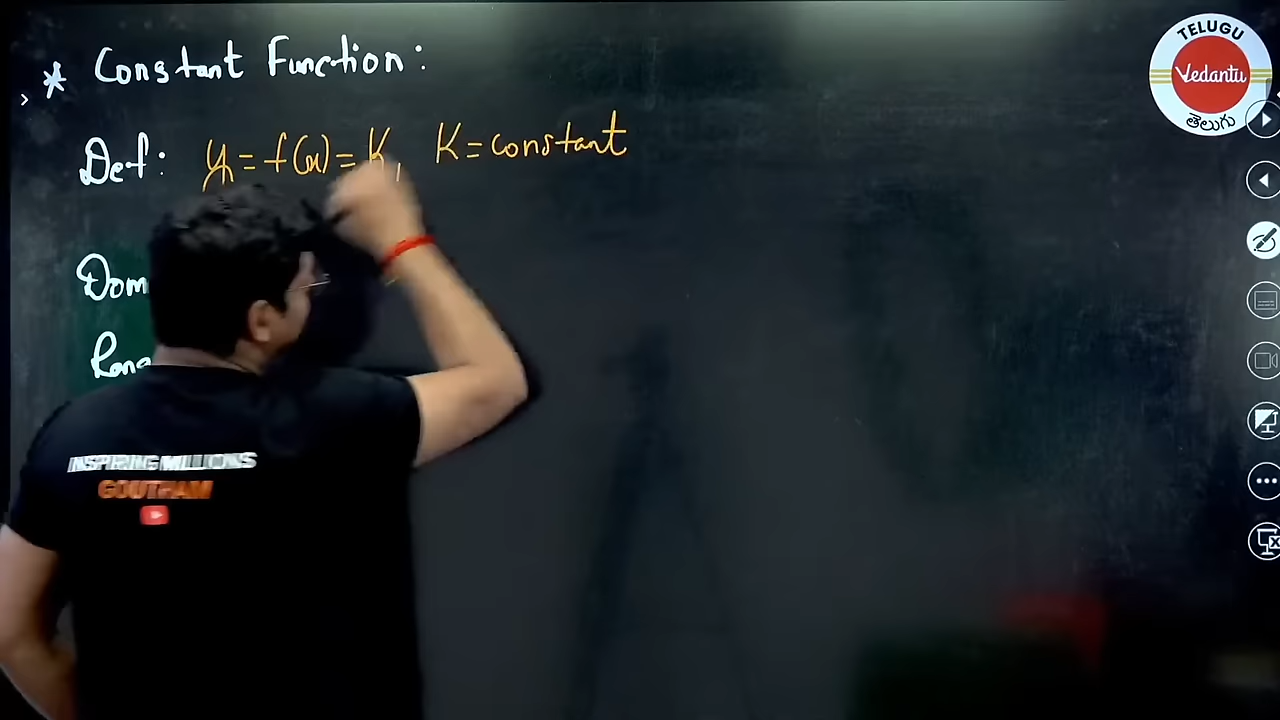 * Constant Function:
Def: y = f(x) = K, K = constant
Dom
Rang
INSPIRING MILLIONS
GOUTHAM
TELUGU
Vedantu
తెలుగు